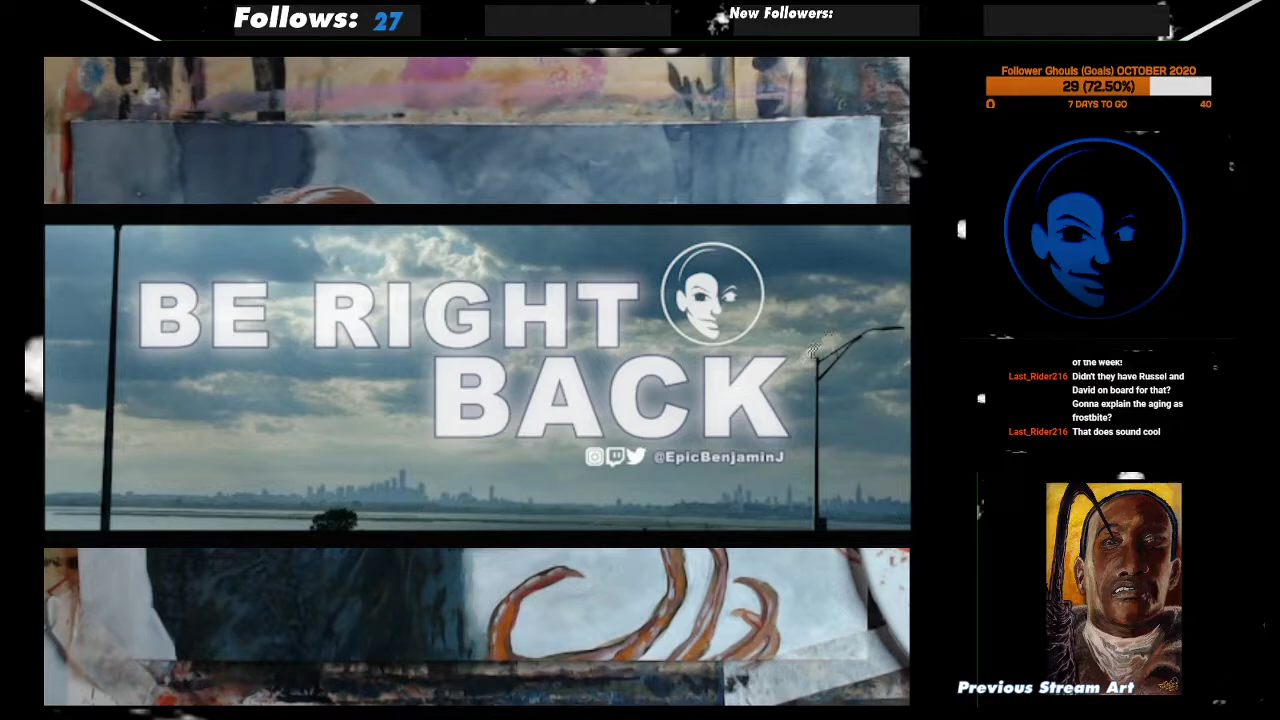 Follows: 27
New Followers:
Follower Ghouls (Goals) OCTOBER 2020
29 (72.50%)
0 7 DAYS TO GO 40
BE RIGHT
BACK
@EpicBenjaminJ
of the week!
Last_Rider216 Didn't they have Russel and
David on board for that?
Gonna explain the aging as
frostbite?
Last_Rider216 That does sound cool
Previous Stream Art